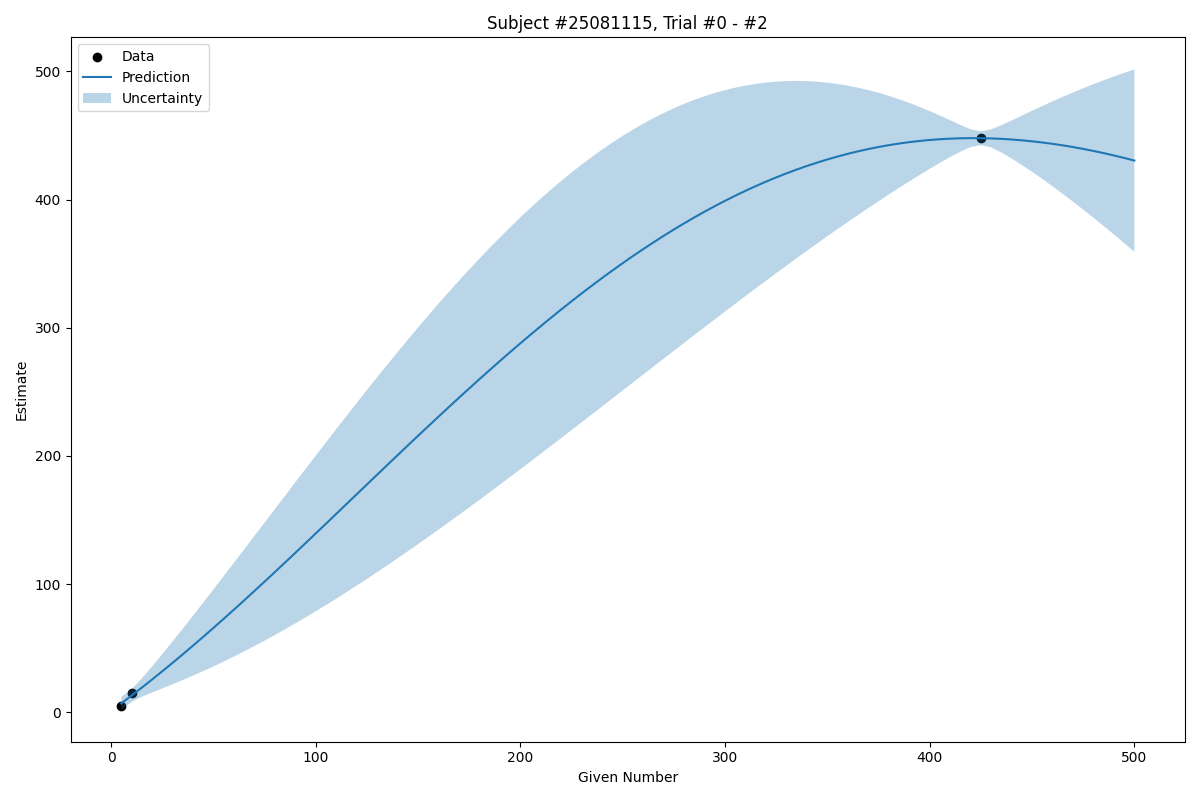 Subject #25081115, Trial #0 - #2
Data
Prediction
Uncertainty
500
400
300
200
100
0
Estimate
0 100 200 300 400 500
Given Number